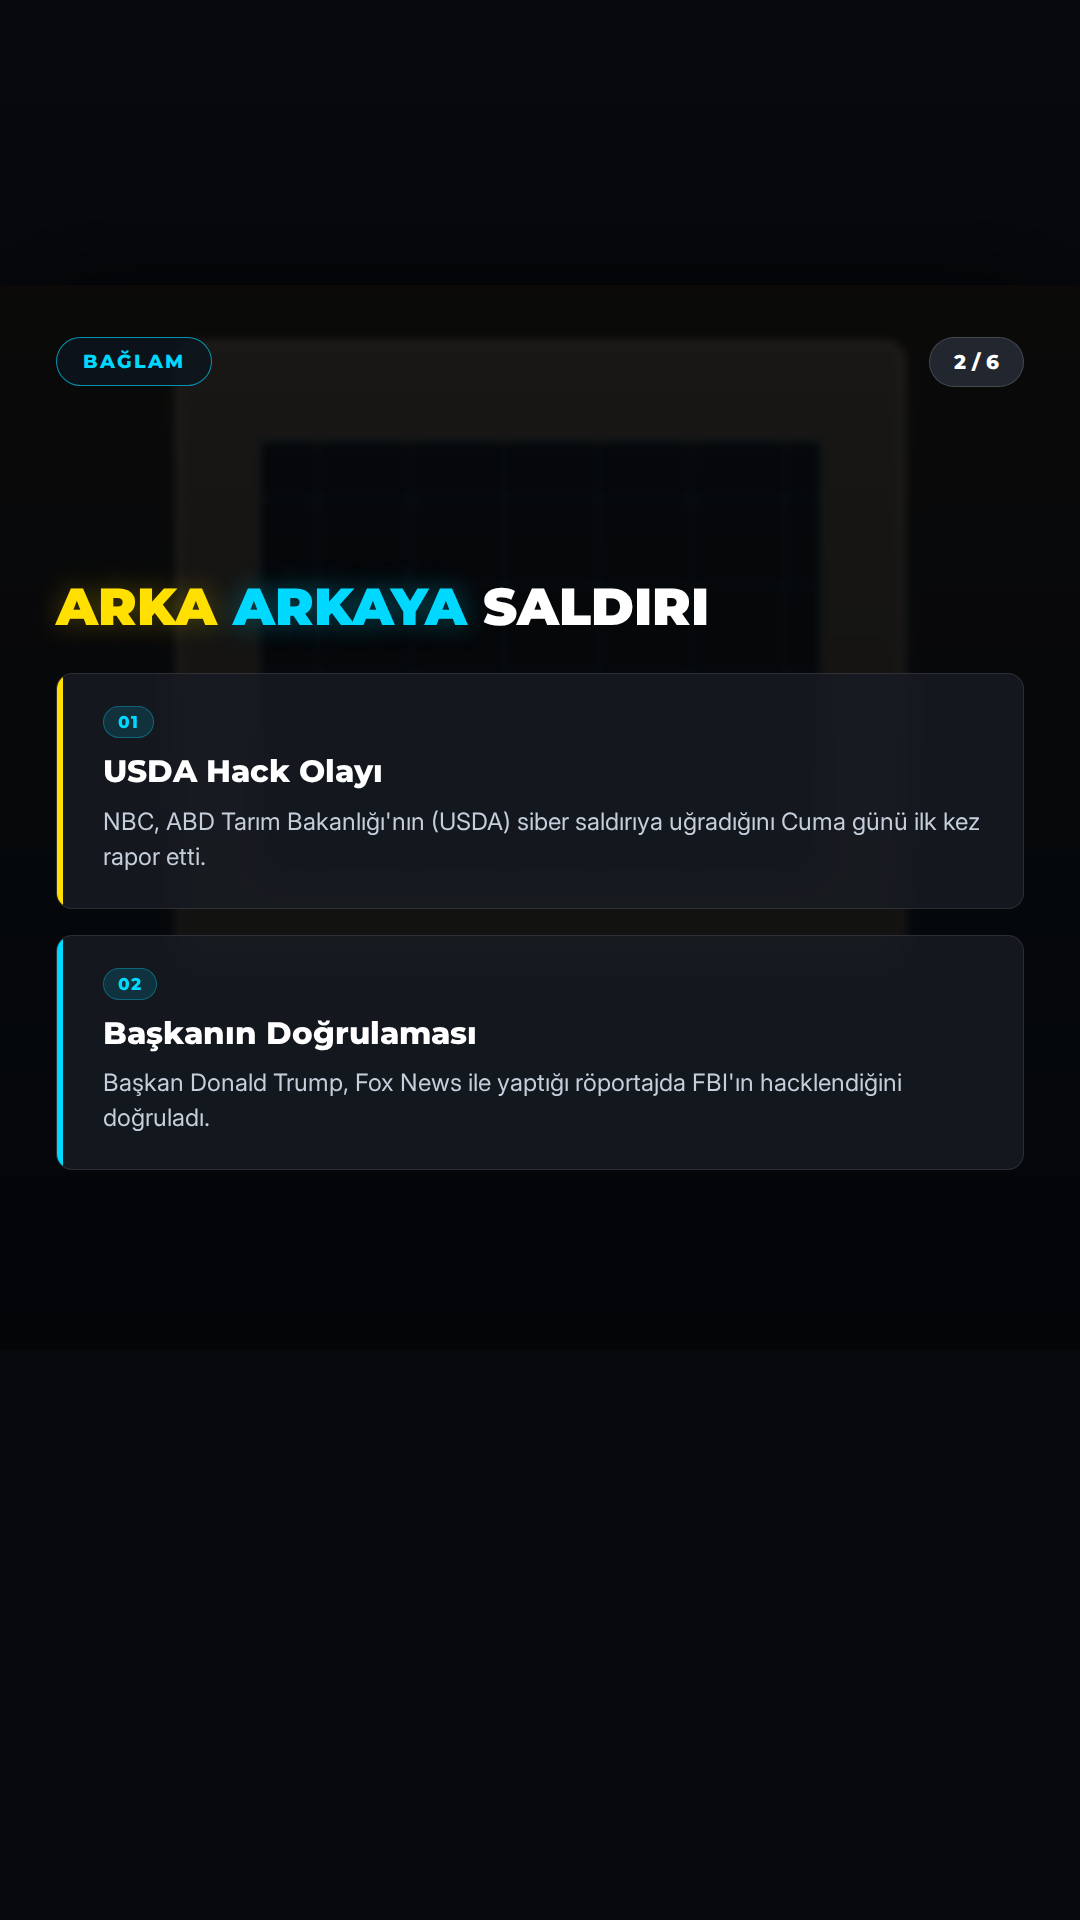 BAĞLAM
2 / 6
ARKA ARKAYA SALDIRI
01
USDA Hack Olayı
NBC, ABD Tarım Bakanlığı'nın (USDA) siber saldırıya uğradığını Cuma günü ilk kez
rapor etti.
02
Başkanın Doğrulaması
Başkan Donald Trump, Fox News ile yaptığı röportajda FBI'ın hacklendiğini
doğruladı.